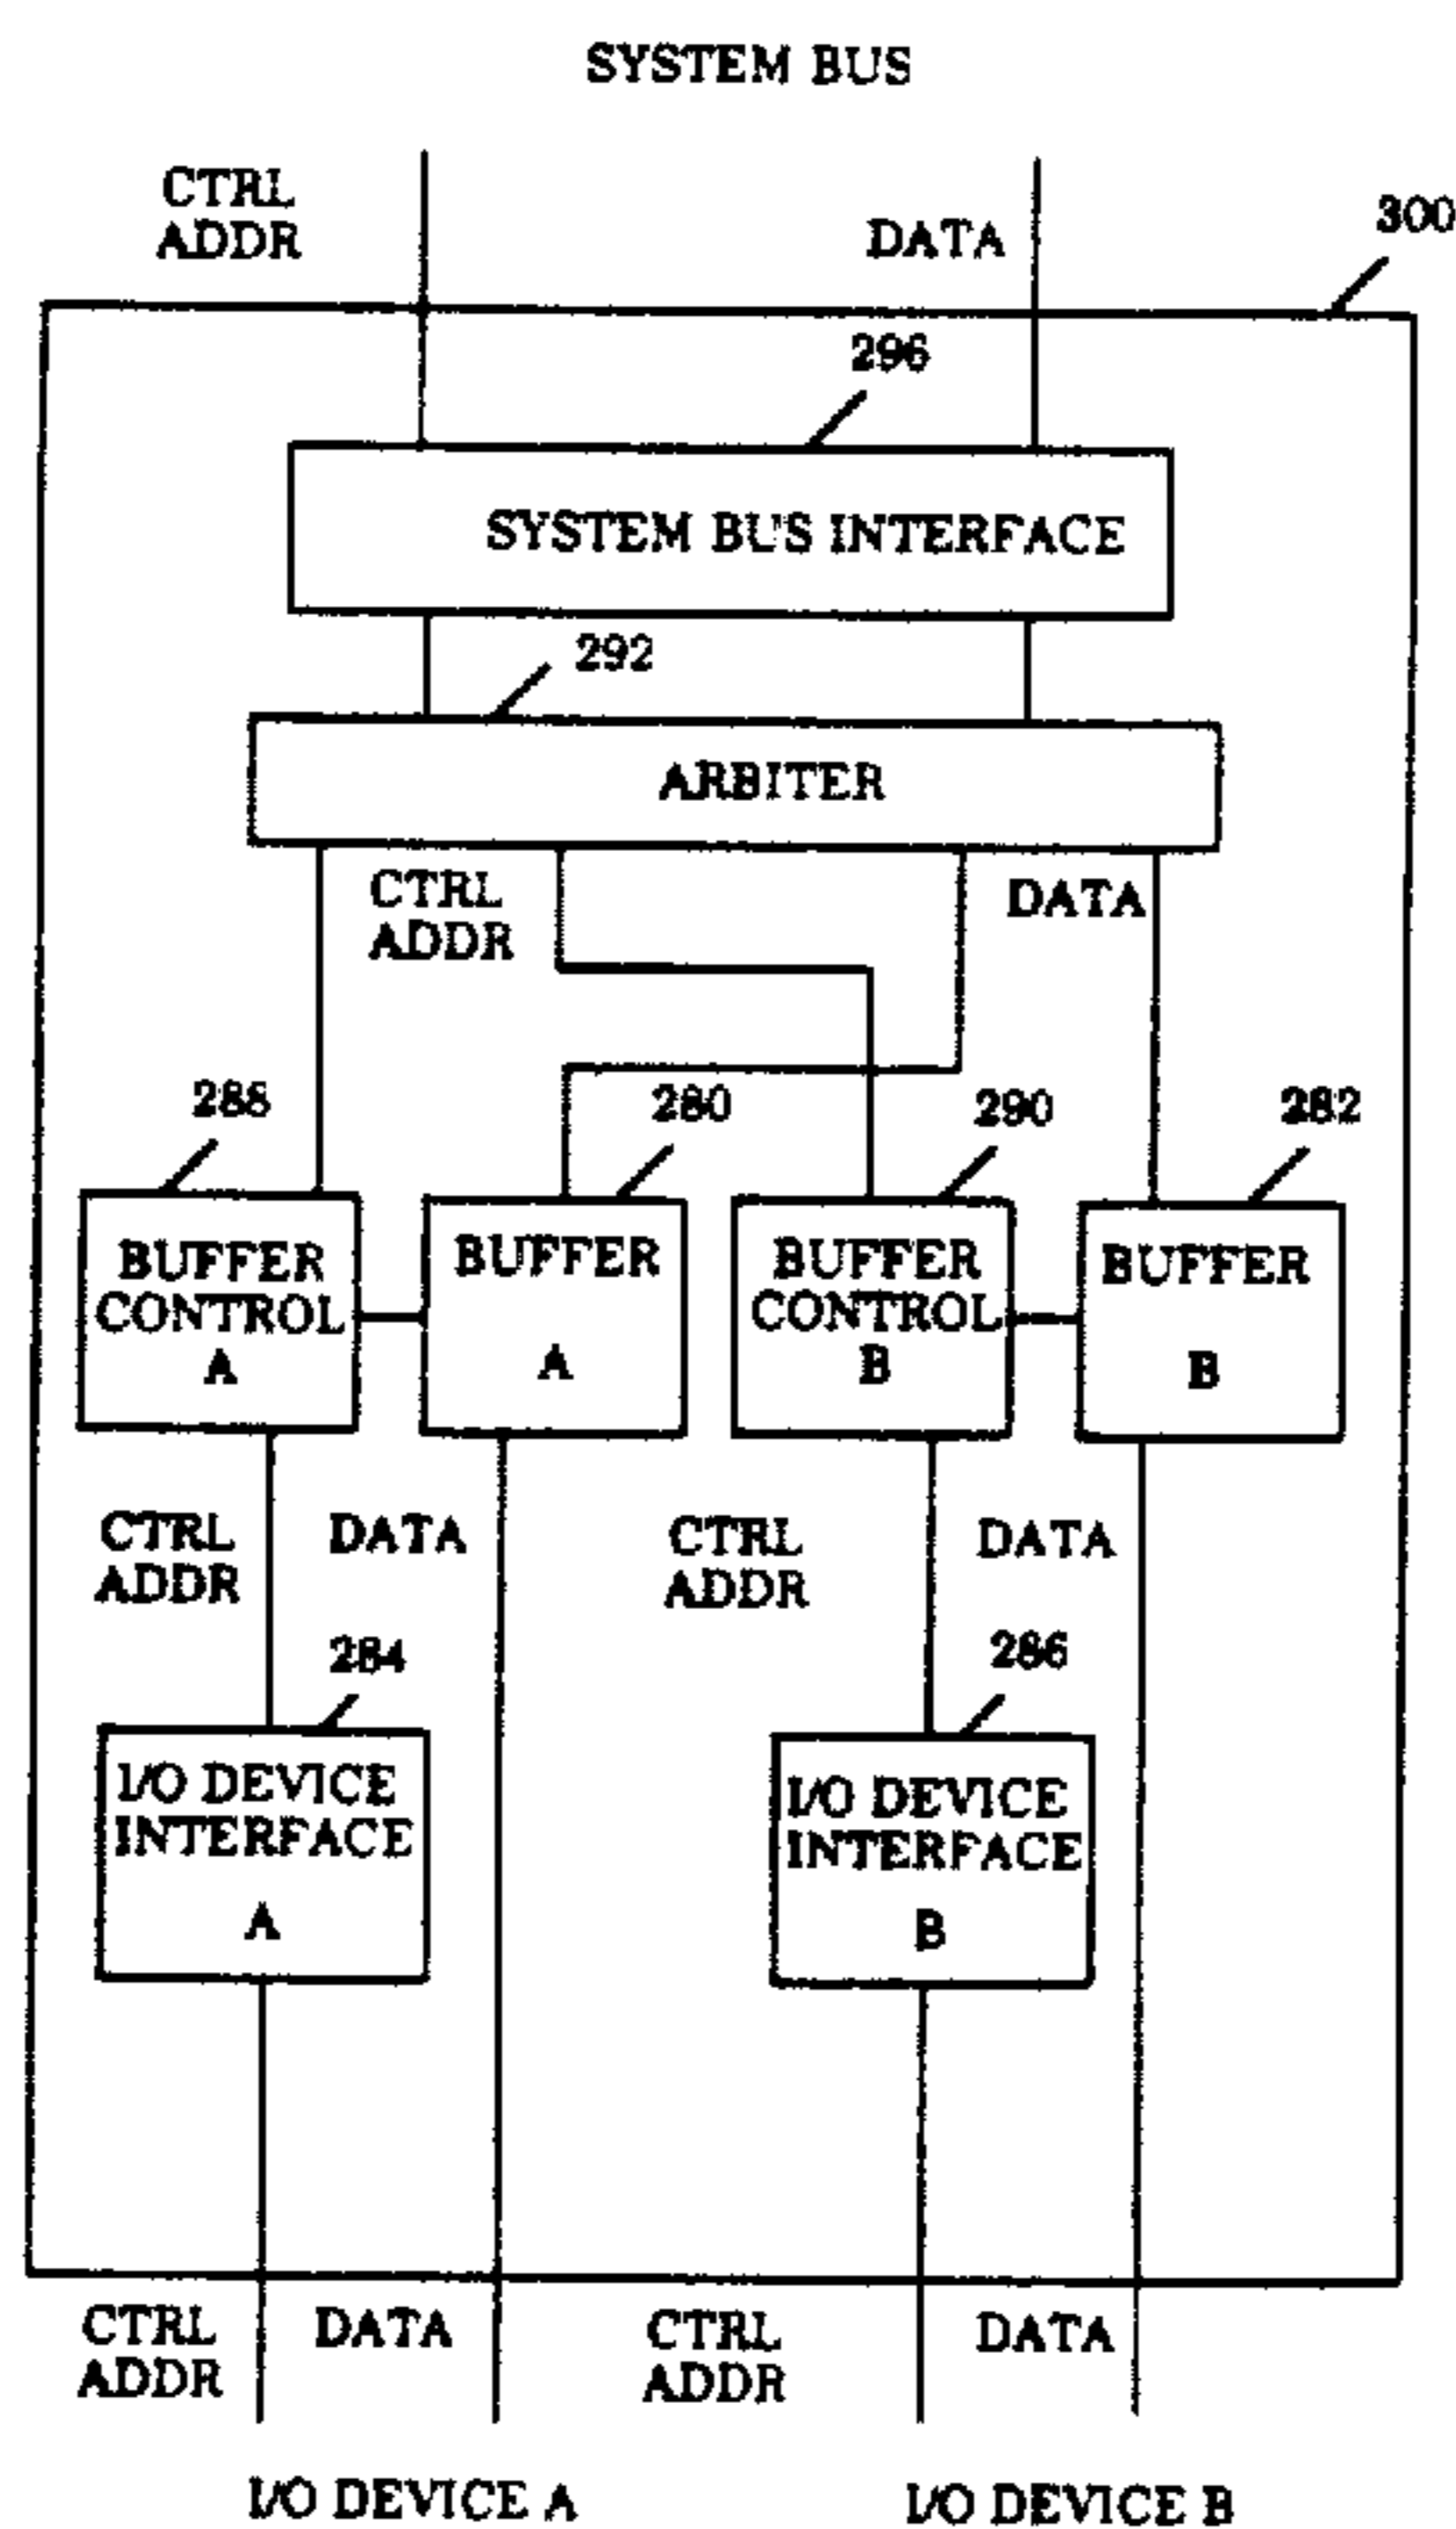 SYSTEM BUS
CTRL
ADDR
DATA
300
296
SYSTEM BUS INTERFACE
292
ARBITER
CTRL
ADDR
DATA
288
280
290
282
BUFFER
CONTROL
A
BUFFER
A
BUFFER
CONTROL
B
BUFFER
B
CTRL
ADDR
DATA
CTRL
ADDR
DATA
284
286
I/O DEVICE
INTERFACE
A
I/O DEVICE
INTERFACE
B
CTRL
ADDR
DATA
CTRL
ADDR
DATA
I/O DEVICE A
I/O DEVICE B